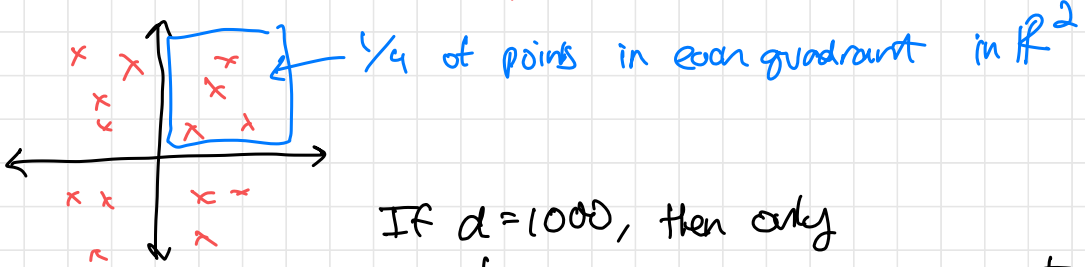 1/4 of points in each quadrant in ℝ²
If d = 1000, then only